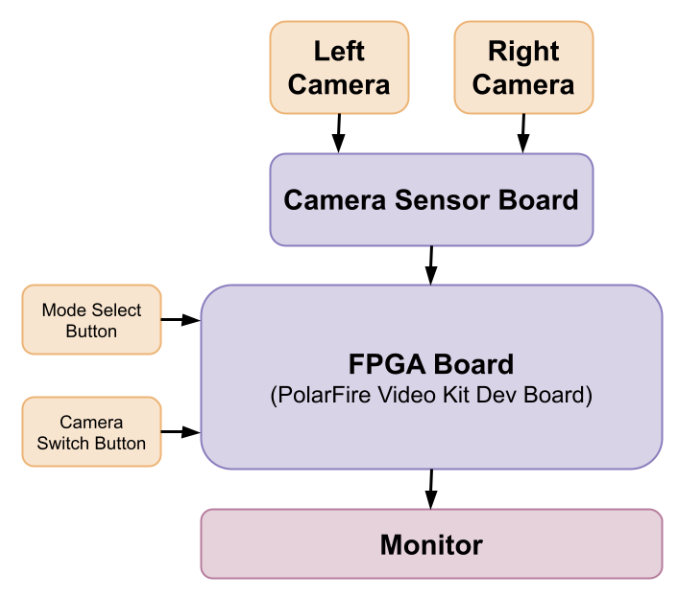 Left
Camera
Right
Camera
Camera Sensor Board
Mode Select
Button
FPGA Board
(PolarFire Video Kit Dev Board)
Camera
Switch Button
Monitor